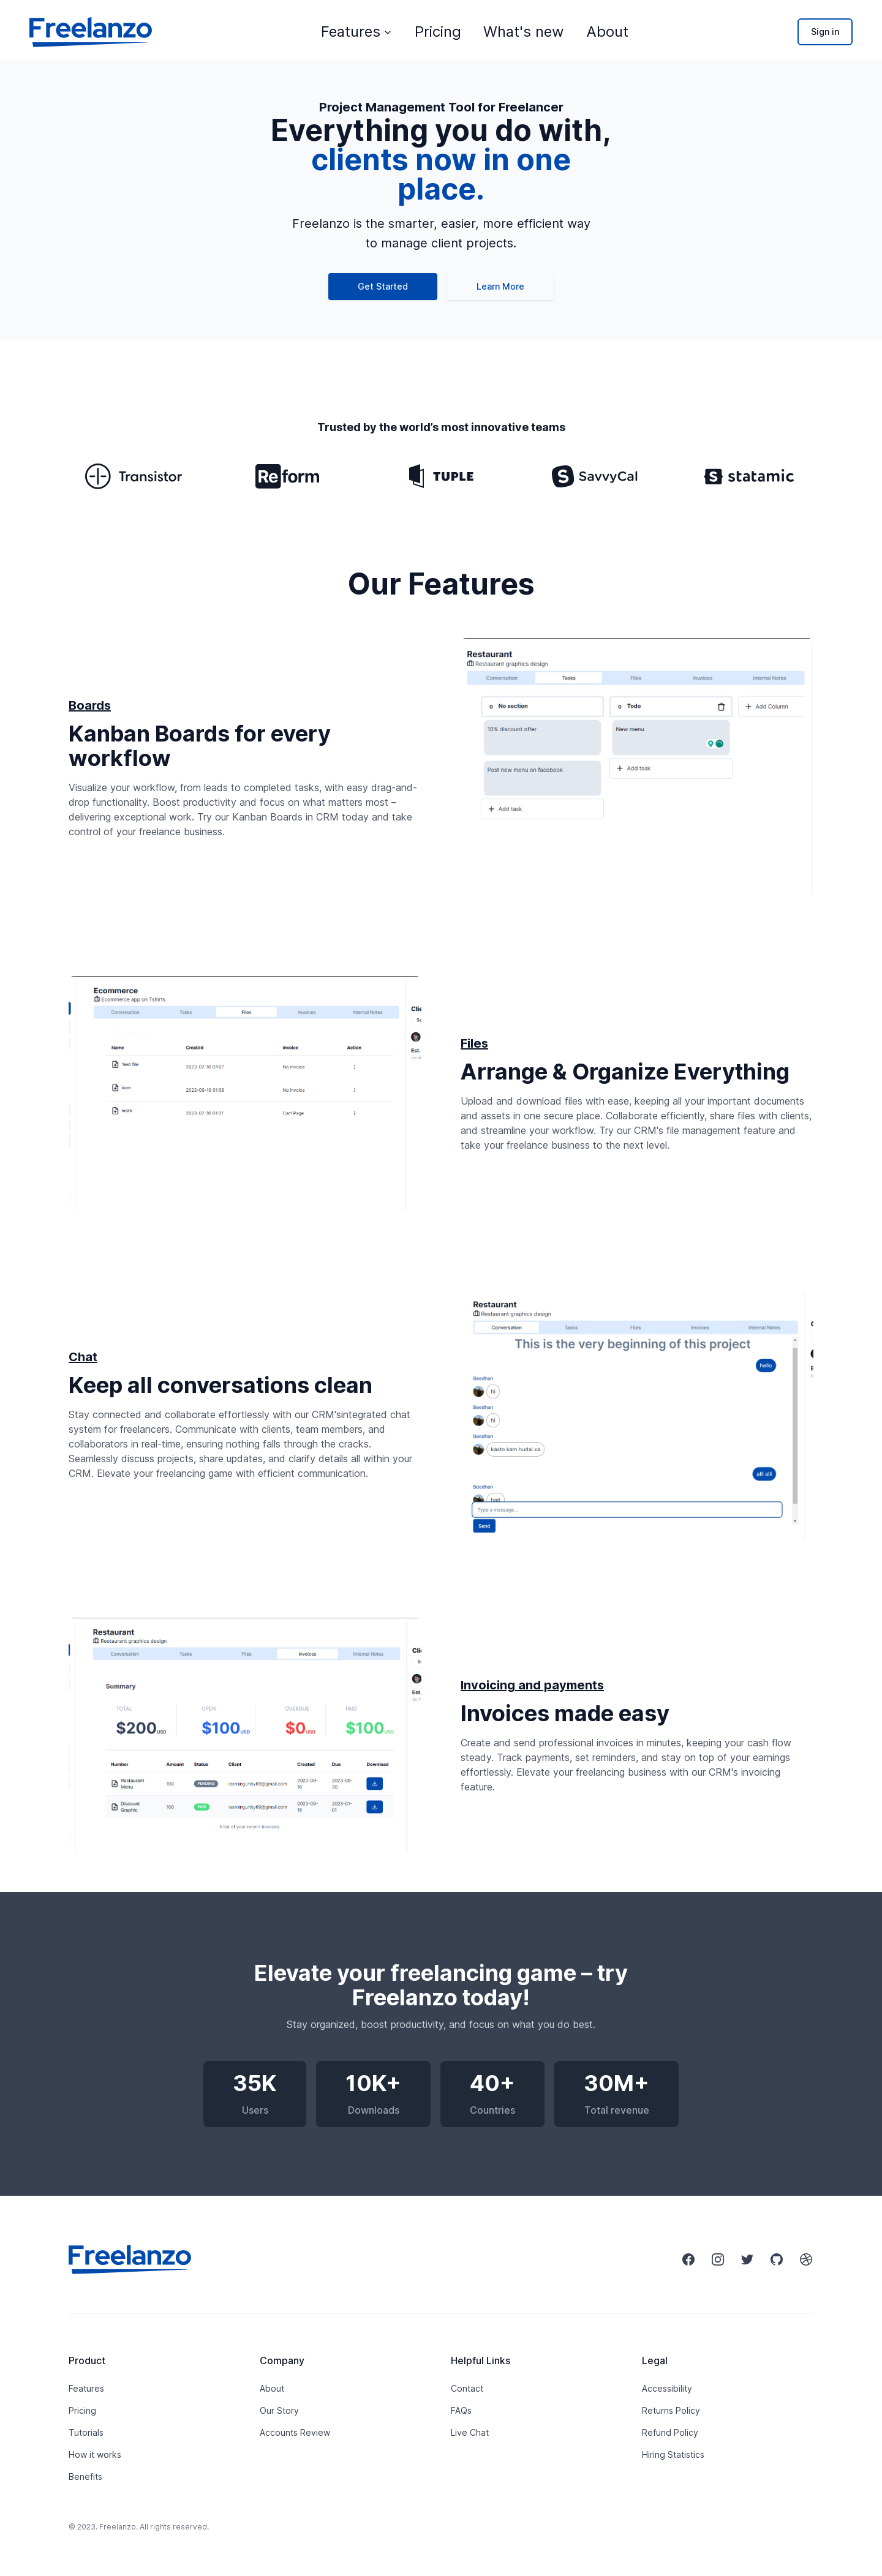 Freelanzo
Features
Pricing
What's new
About
Sign in
Project Management Tool for Freelancer
Everything you do with,
clients now in one
place.
Freelanzo is the smarter, easier, more efficient way
to manage client projects.
Get Started
Learn More
Trusted by the world's most innovative teams
Transistor
Reform
TUPLE
SavvyCal
statamic
Our Features
Boards
Kanban Boards for every
workflow
Visualize your workflow, from leads to completed tasks, with easy drag-and-
drop functionality. Boost productivity and focus on what matters most –
delivering exceptional work. Try our Kanban Boards in CRM today and take
control of your freelance business.
Restaurant
Restaurant graphics design
Conversation Tasks Files Invoices Internal Notes
0 No section
0 Todo
+ Add Column
10% discount offer
New menu
Post new menu on facebook
+ Add task
+ Add task
Ecommerce
Ecommerce app on Tshirts
Conversation Tasks Files Invoices Internal Notes
Name Created Invoice Action
Test file 2023-07-18 07:07 No invoice
icon 2023-09-16 01:08 No invoice
work 2023-07-18 01:07 Cart Page
Files
Arrange & Organize Everything
Upload and download files with ease, keeping all your important documents
and assets in one secure place. Collaborate efficiently, share files with clients,
and streamline your workflow. Try our CRM's file management feature and
take your freelance business to the next level.
Chat
Keep all conversations clean
Stay connected and collaborate effortlessly with our CRM'sintegrated chat
system for freelancers. Communicate with clients, team members, and
collaborators in real-time, ensuring nothing falls through the cracks.
Seamlessly discuss projects, share updates, and clarify details all within your
CRM. Elevate your freelancing game with efficient communication.
Restaurant
Restaurant graphics design
Conversation Tasks Files Invoices Internal Notes
This is the very beginning of this project
hello
Beedhan
hi
Beedhan
hi
Beedhan
kasto kam hudai xa
alli alli
Beedhan
hait
Type a message...
Send
Restaurant
Restaurant graphics design
Conversation Tasks Files Invoices Internal Notes
Summary
TOTAL OPEN OVERDUE PAID
$200 USD $100 USD $0 USD $100 USD
Number Amount Status Client Created Due Download
Restaurant Menu 100 PENDING 2023-09-16 2023-09-30
Discount Graphic 100 PAID 2023-09-16 2023-01-01
A list of your recent invoices.
Invoicing and payments
Invoices made easy
Create and send professional invoices in minutes, keeping your cash flow
steady. Track payments, set reminders, and stay on top of your earnings
effortlessly. Elevate your freelancing business with our CRM's invoicing
feature.
Elevate your freelancing game – try
Freelanzo today!
Stay organized, boost productivity, and focus on what you do best.
35K
Users
10K+
Downloads
40+
Countries
30M+
Total revenue
Freelanzo
Product
Features
Pricing
Tutorials
How it works
Benefits
Company
About
Our Story
Accounts Review
Helpful Links
Contact
FAQs
Live Chat
Legal
Accessibility
Returns Policy
Refund Policy
Hiring Statistics
© 2023. Freelanzo. All rights reserved.